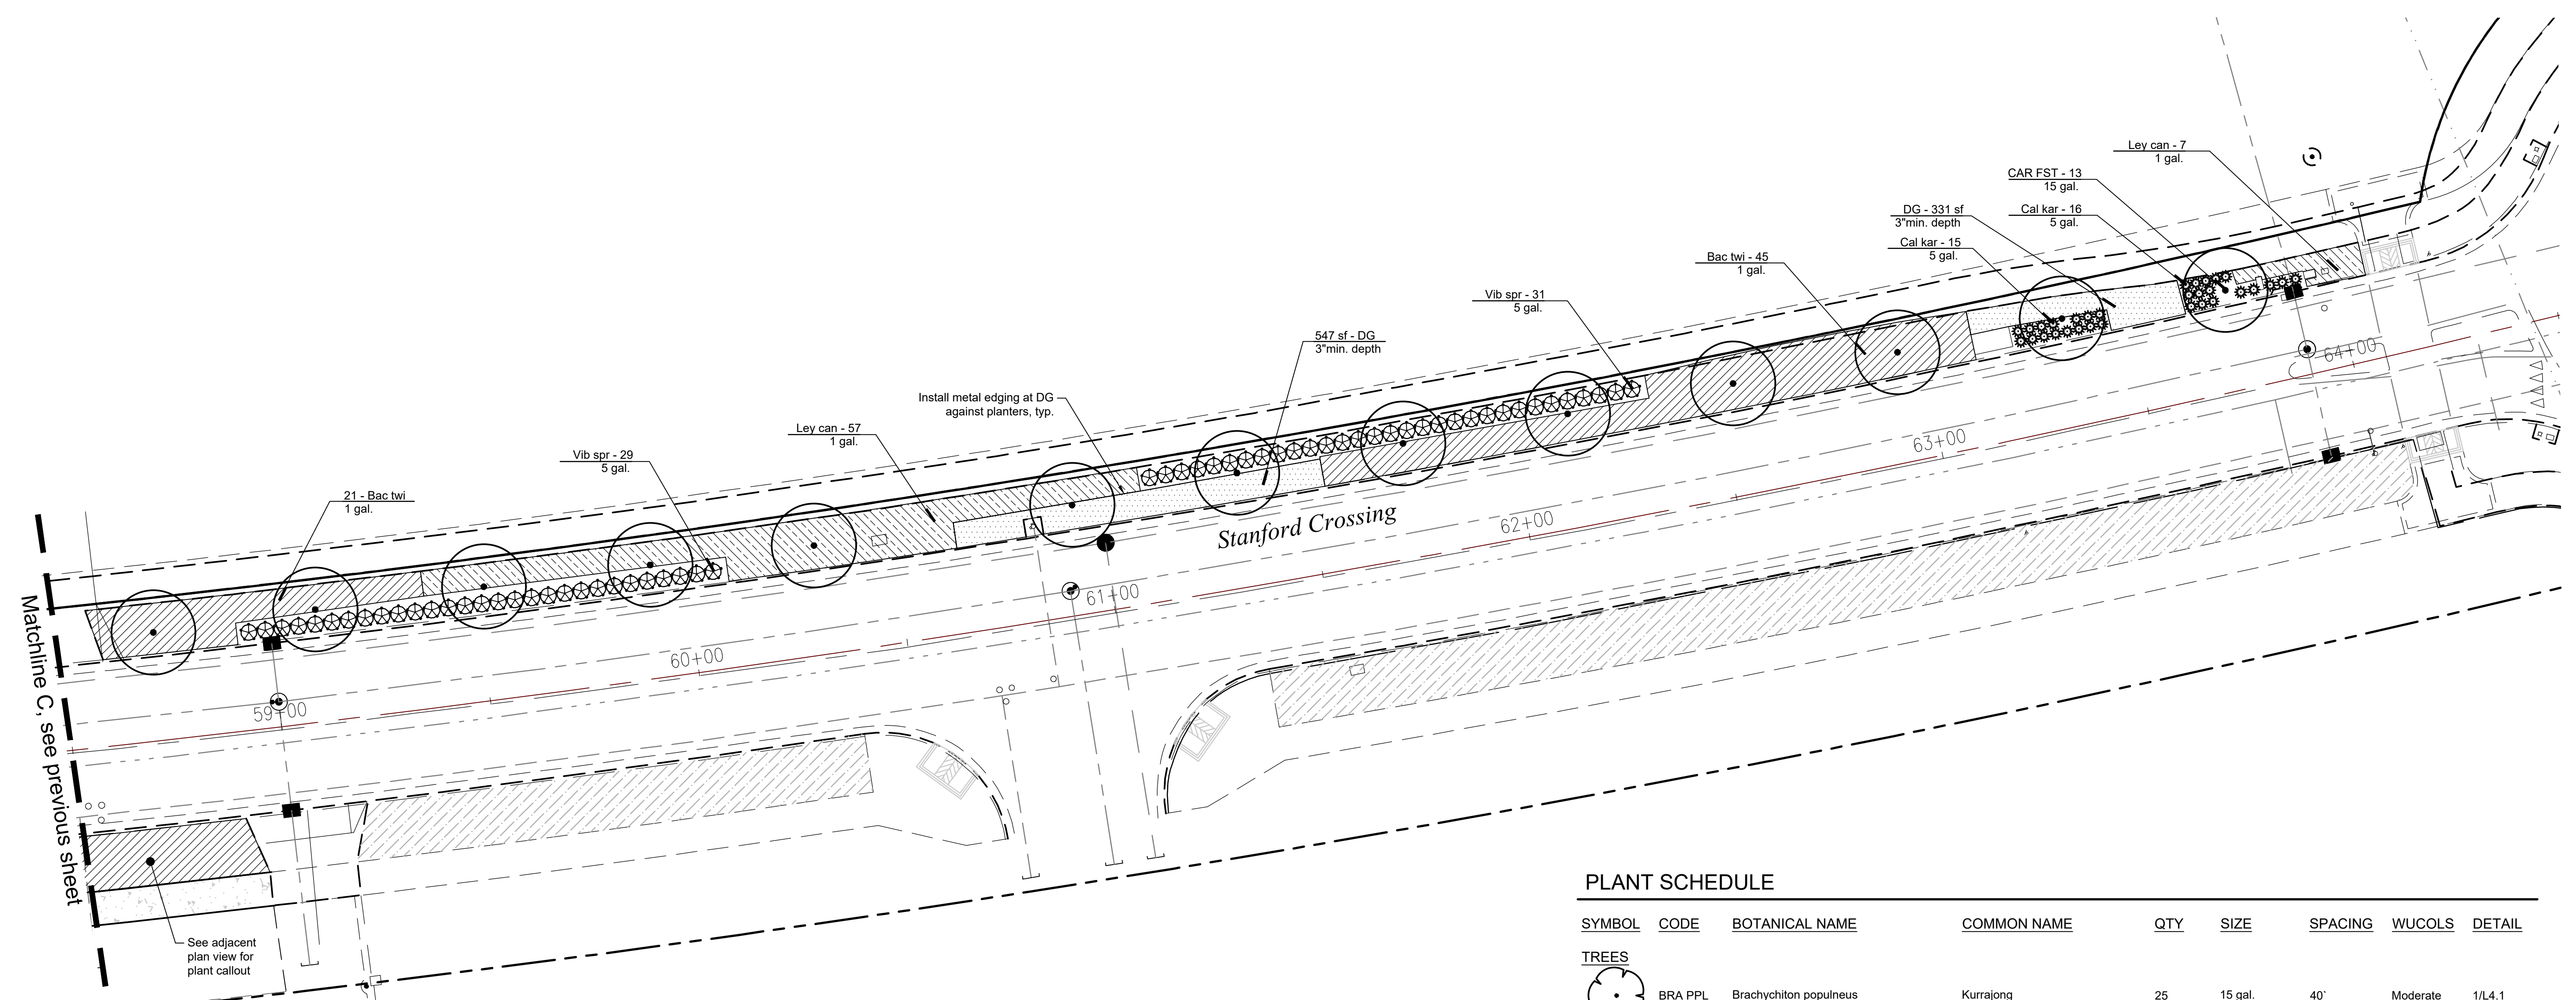 Ley can - 7
1 gal.
CAR FST - 13
15 gal.
DG - 331 sf
3"min. depth
Cal kar - 16
5 gal.
Cal kar - 15
5 gal.
Bac twi - 45
1 gal.
Vib spr - 31
5 gal.
547 sf - DG
3"min. depth
Install metal edging at DG
against planters, typ.
Ley can - 57
1 gal.
Vib spr - 29
5 gal.
21 - Bac twi
1 gal.
64+00
63+00
62+00
Stanford Crossing
61+00
60+00
59+00
Matchline C, see previous sheet
See adjacent
plan view for
plant callout
PLANT SCHEDULE
SYMBOL CODE BOTANICAL NAME COMMON NAME QTY SIZE SPACING WUCOLS DETAIL
TREES
BRA PPL Brachychiton populneus Kurrajong 25 15 gal. 40` Moderate 1/L4.1